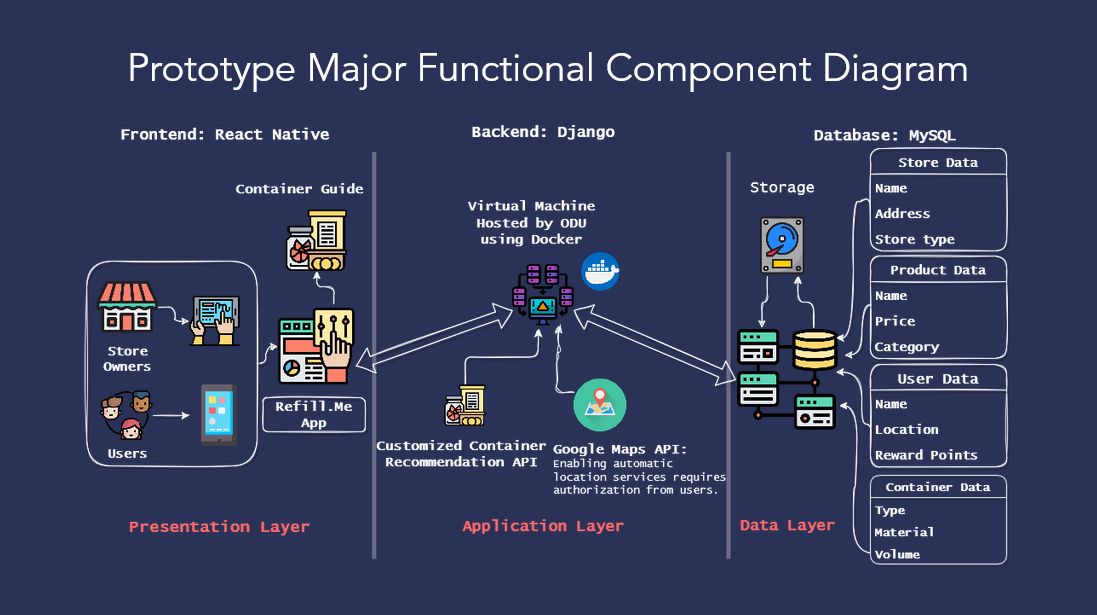 Prototype Major Functional Component Diagram
Frontend: React Native
Backend: Django
Database: MySQL
Container Guide
Store
Owners
Users
Refill.Me
App
Presentation Layer
Virtual Machine
Hosted by ODU
using Docker
Customized Container
Recommendation API
Google Maps API:
Enabling automatic
location services requires
authorization from users.
Application Layer
Storage
Data Layer
Store Data
Name
Address
Store type
Product Data
Name
Price
Category
User Data
Name
Location
Reward Points
Container Data
Type
Material
Volume